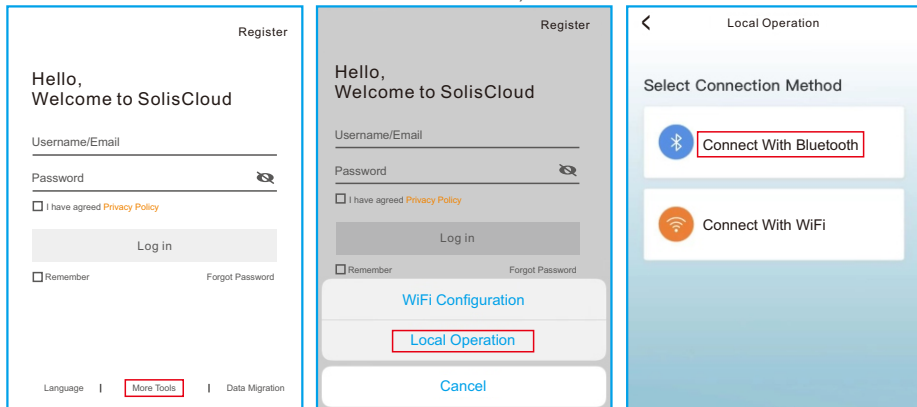 Register
Hello,
Welcome to SolisCloud
Username/Email
Password
I have agreed Privacy Policy
Log in
Remember Forgot Password
Language | More Tools | Data Migration
Register
Hello,
Welcome to SolisCloud
Username/Email
Password
I have agreed Privacy Policy
Log in
Remember Forgot Password
WiFi Configuration
Local Operation
Cancel
Local Operation
Select Connection Method
Connect With Bluetooth
Connect With WiFi